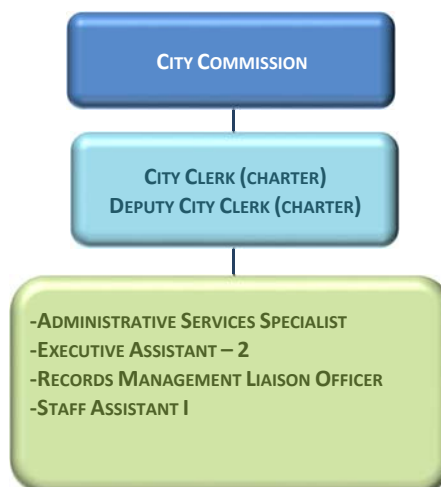 CITY COMMISSION
CITY CLERK (CHARTER)
DEPUTY CITY CLERK (CHARTER)
-ADMINISTRATIVE SERVICES SPECIALIST
-EXECUTIVE ASSISTANT – 2
-RECORDS MANAGEMENT LIAISON OFFICER
-STAFF ASSISTANT I